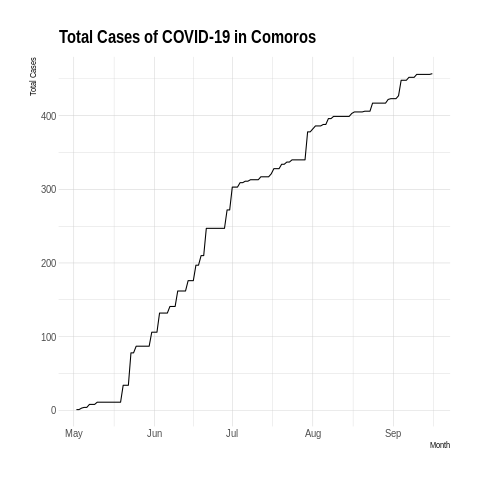 Total Cases of COVID-19 in Comoros
Total Cases
400
300
200
100
0
May Jun Jul Aug Sep
Month